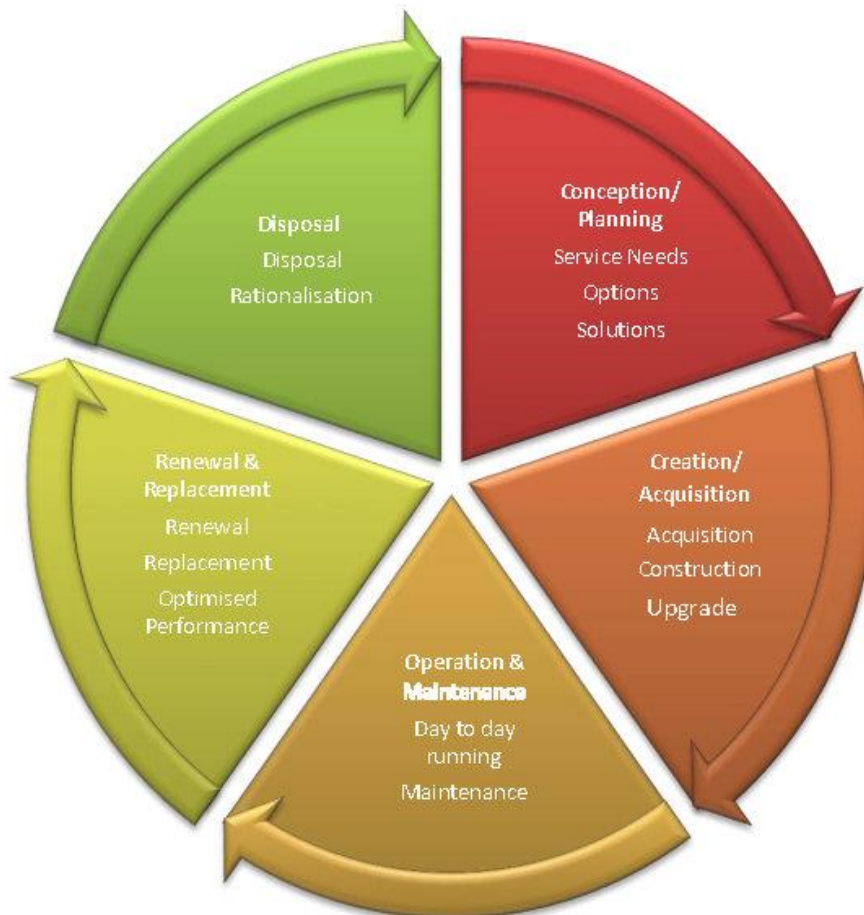 Conception/
Planning
Service Needs
Options
Solutions
Creation/
Acquisition
Acquisition
Construction
Upgrade
Operation &
Maintenance
Day to day
running
Maintenance
Renewal &
Replacement
Renewal
Replacement
Optimised
Performance
Disposal
Disposal
Rationalisation